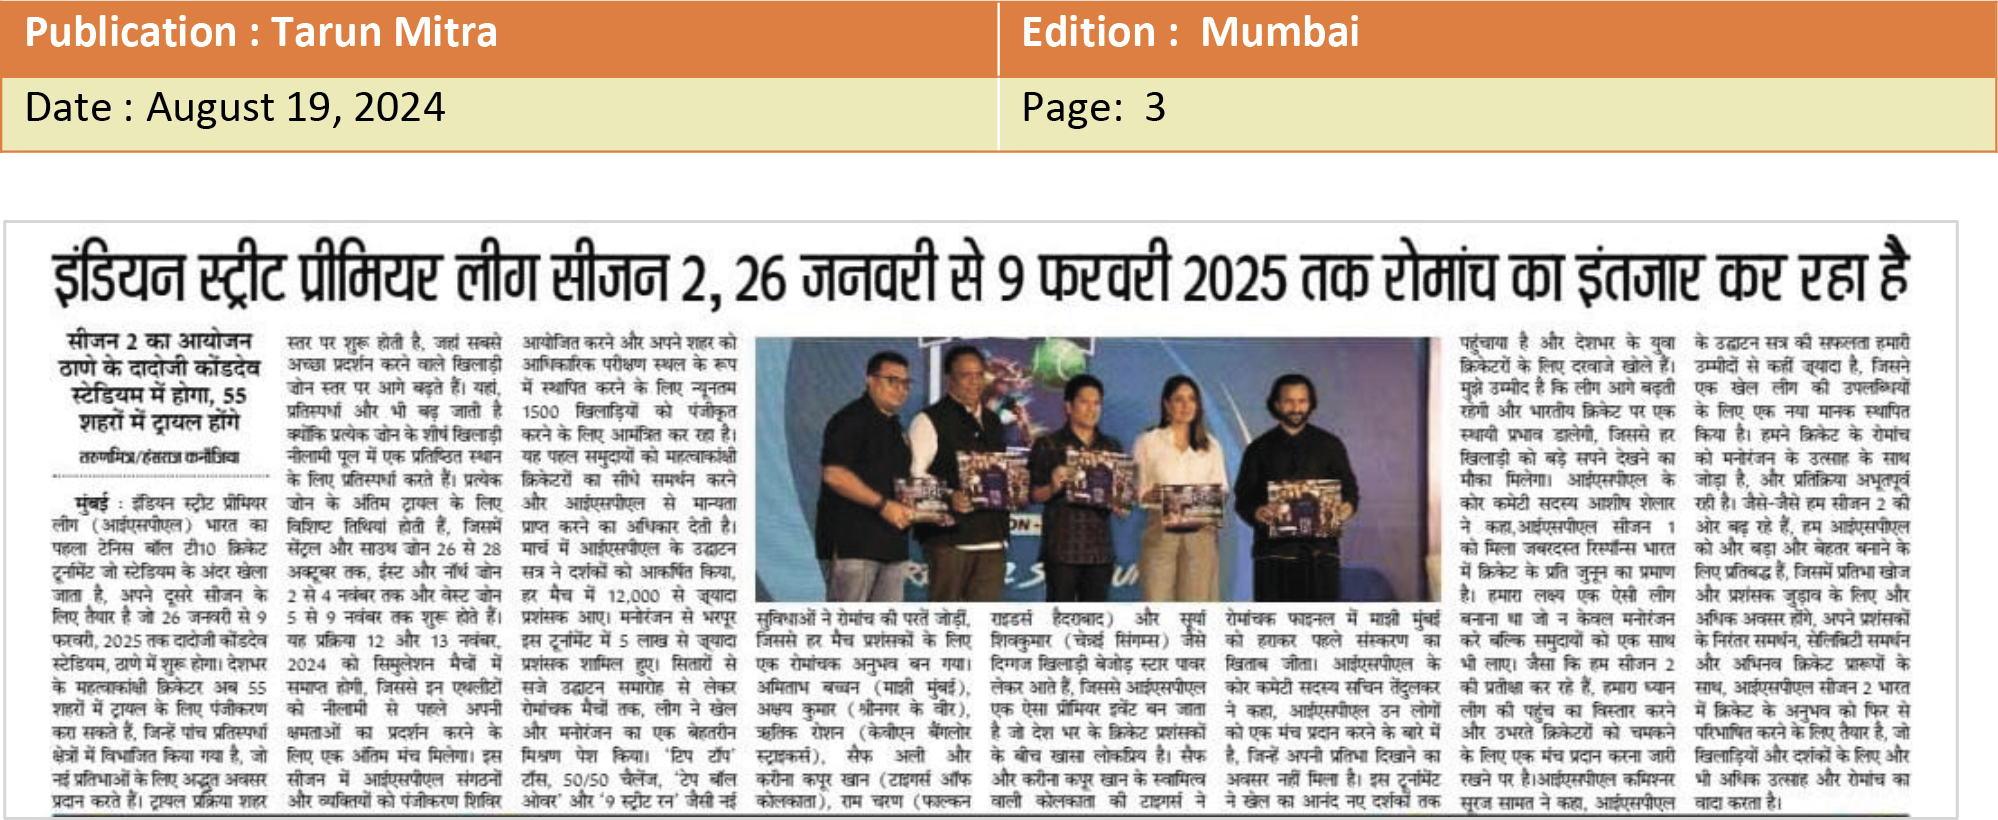 Publication : Tarun Mitra
Edition : Mumbai
Date : August 19, 2024
Page: 3
इंडियन स्ट्रीट प्रीमियर लीग सीजन 2, 26 जनवरी से 9 फरवरी 2025 तक रोमांच का इंतजार कर रहा है
सीजन 2 का आयोजन
ठाणे के दादोजी कोंडदेव
स्टेडियम में होगा, 55
शहरों में ट्रायल होंगे
तरुणमित्र/हंसराज कनौजिया
मुंबई : इंडियन स्ट्रीट प्रीमियर
लीग (आईएसपीएल) भारत का
पहला टेनिस बॉल टी10 क्रिकेट
टूर्नामेंट जो स्टेडियम के अंदर खेला
जाता है, अपने दूसरे सीजन के
लिए तैयार है जो 26 जनवरी से 9
फरवरी, 2025 तक दादोजी कोंडदेव
स्टेडियम, ठाणे में शुरू होगा। देशभर
के महत्वाकांक्षी क्रिकेटर अब 55
शहरों में ट्रायल के लिए पंजीकरण
करा सकते हैं, जिन्हें पांच प्रतिस्पर्धा
क्षेत्रों में विभाजित किया गया है, जो
नई प्रतिभाओं के लिए अद्भुत अवसर
प्रदान करते हैं। ट्रायल प्रक्रिया शहर
स्तर पर शुरू होती है, जहां सबसे
अच्छा प्रदर्शन करने वाले खिलाड़ी
जोन स्तर पर आगे बढ़ते हैं। यहां,
प्रतिस्पर्धा और भी बढ़ जाती है
क्योंकि प्रत्येक जोन के शीर्ष खिलाड़ी
नीलामी पूल में एक प्रतिष्ठित स्थान
के लिए प्रतिस्पर्धा करते हैं। प्रत्येक
जोन के अंतिम ट्रायल के लिए
विशिष्ट तिथियां होती हैं, जिसमें
सेंट्रल और साउथ जोन 26 से 28
अक्टूबर तक, ईस्ट और नॉर्थ जोन
2 से 4 नवंबर तक और वेस्ट जोन
5 से 9 नवंबर तक शुरू होते हैं।
यह प्रक्रिया 12 और 13 नवंबर,
2024 को सिमुलेशन मैचों में
समाप्त होगी, जिससे इन एथलीटों
को नीलामी से पहले अपनी
क्षमताओं का प्रदर्शन करने के
लिए एक अंतिम मंच मिलेगा। इस
सीजन में आईएसपीएल संगठनों
और व्यक्तियों को पंजीकरण शिविर
आयोजित करने और अपने शहर को
आधिकारिक परीक्षण स्थल के रूप
में स्थापित करने के लिए न्यूनतम
1500 खिलाड़ियों को पंजीकृत
करने के लिए आमंत्रित कर रहा है।
यह पहल समुदायों को महत्वाकांक्षी
क्रिकेटरों का सीधे समर्थन करने
और आईएसपीएल से मान्यता
प्राप्त करने का अधिकार देती है।
मार्च में आईएसपीएल के उद्घाटन
सत्र ने दर्शकों को आकर्षित किया,
हर मैच में 12,000 से ज़्यादा
प्रशंसक आए। मनोरंजन से भरपूर
इस टूर्नामेंट में 5 लाख से ज़्यादा
प्रशंसक शामिल हुए। सितारों से
सजे उद्घाटन समारोह से लेकर
रोमांचक मैचों तक, लीग ने खेल
और मनोरंजन का एक बेहतरीन
मिश्रण पेश किया। 'टिप टॉप'
टॉस, 50/50 चैलेंज, 'टेप बॉल
ओवर' और '9 स्ट्रीट रन' जैसी नई
सुविधाओं ने रोमांच की परतें जोड़ीं,
जिससे हर मैच प्रशंसकों के लिए
एक रोमांचक अनुभव बन गया।
अमिताभ बच्चन (माझी मुंबई),
अक्षय कुमार (श्रीनगर के वीर),
ऋतिक रोशन (केवीएन बैंगलोर
स्ट्राइकर्स), सैफ अली और
करीना कपूर खान (टाइगर्स ऑफ
कोलकाता), राम चरण (फाल्कन
राइडर्स हैदराबाद) और सूर्या
शिवकुमार (चेन्नई सिंगम्स) जैसे
दिग्गज खिलाड़ी बेजोड़ स्टार पावर
लेकर आते हैं, जिससे आईएसपीएल
एक ऐसा प्रीमियर इवेंट बन जाता
है जो देश भर के क्रिकेट प्रशंसकों
के बीच खासा लोकप्रिय है। सैफ
और करीना कपूर खान के स्वामित्व
वाली कोलकाता की टाइगर्स ने
रोमांचक फाइनल में माझी मुंबई
को हराकर पहले संस्करण का
खिताब जीता। आईएसपीएल के
कोर कमेटी सदस्य सचिन तेंदुलकर
ने कहा, आईएसपीएल उन लोगों
को एक मंच प्रदान करने के बारे में
है, जिन्हें अपनी प्रतिभा दिखाने का
अवसर नहीं मिला है। इस टूर्नामेंट
ने खेल का आनंद नए दर्शकों तक
पहुंचाया है और देशभर के युवा
क्रिकेटरों के लिए दरवाजे खोले हैं।
मुझे उम्मीद है कि लीग आगे बढ़ती
रहेगी और भारतीय क्रिकेट पर एक
स्थायी प्रभाव डालेगी, जिससे हर
खिलाड़ी को बड़े सपने देखने का
मौका मिलेगा। आईएसपीएल के
कोर कमेटी सदस्य आशीष शेलार
ने कहा,आईएसपीएल सीजन 1
को मिला जबरदस्त रिस्पॉन्स भारत
में क्रिकेट के प्रति जुनून का प्रमाण
है। हमारा लक्ष्य एक ऐसी लीग
बनाना था जो न केवल मनोरंजन
करे बल्कि समुदायों को एक साथ
भी लाए। जैसा कि हम सीजन 2
की प्रतीक्षा कर रहे हैं, हमारा ध्यान
लीग की पहुंच का विस्तार करने
और उभरते क्रिकेटरों को चमकने
के लिए एक मंच प्रदान करना जारी
रखने पर है।आईएसपीएल कमिश्नर
सूरज सामत ने कहा, आईएसपीएल
के उद्घाटन सत्र की सफलता हमारी
उम्मीदों से कहीं ज़्यादा है, जिसने
एक खेल लीग की उपलब्धियों
के लिए एक नया मानक स्थापित
किया है। हमने क्रिकेट के रोमांच
को मनोरंजन के उत्साह के साथ
जोड़ा है, और प्रतिक्रिया अभूतपूर्व
रही है। जैसे-जैसे हम सीजन 2 की
ओर बढ़ रहे हैं, हम आईएसपीएल
को और बड़ा और बेहतर बनाने के
लिए प्रतिबद्ध हैं, जिसमें प्रतिभा खोज
और प्रशंसक जुड़ाव के लिए और
अधिक अवसर होंगे, अपने प्रशंसकों
के निरंतर समर्थन, सेलिब्रिटी समर्थन
और अभिनव क्रिकेट प्रारूपों के
साथ, आईएसपीएल सीजन 2 भारत
में क्रिकेट के अनुभव को फिर से
परिभाषित करने के लिए तैयार है, जो
खिलाड़ियों और दर्शकों के लिए और
भी अधिक उत्साह और रोमांच का
वादा करता है।